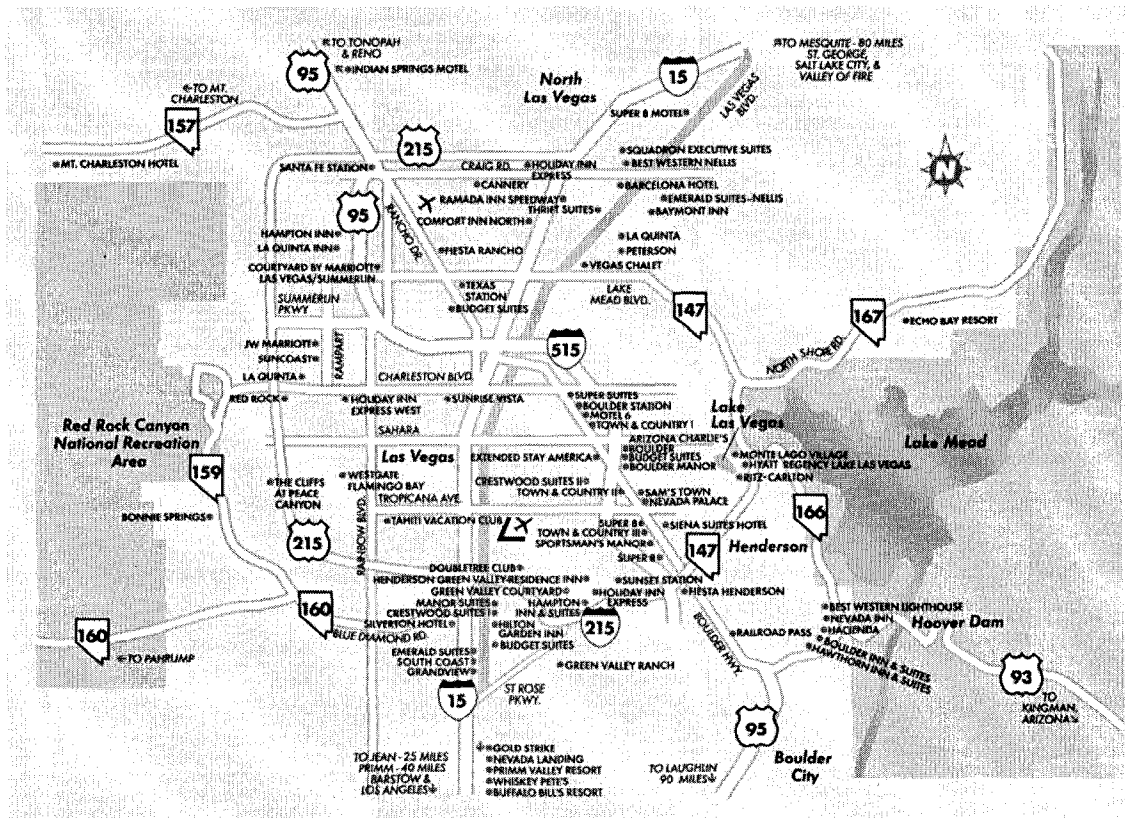 ↖TO TONOPAH
& RENO
95
INDIAN SPRINGS MOTEL
North
Las Vegas
15
↗TO MESQUITE - 80 MILES
ST. GEORGE,
SALT LAKE CITY, &
VALLEY OF FIRE
LAS VEGAS
BLVD.
←TO MT.
CHARLESTON
157
MT. CHARLESTON HOTEL
SUPER 8 MOTEL
215
SANTA FE STATION
CRAIG RD.
HOLIDAY INN
EXPRESS
SQUADRON EXECUTIVE SUITES
BEST WESTERN NELLIS
N
CANNERY
BARCELONA HOTEL
95
RANCHO DR.
RAMADA INN SPEEDWAY
THRIFT SUITES
EMERALD SUITES-NELLIS
BAYMONT INN
COMFORT INN NORTH
HAMPTON INN
LA QUINTA INN
FIESTA RANCHO
LA QUINTA
PETERSON
COURTYARD BY MARRIOTT
LAS VEGAS/SUMMERLIN
VEGAS CHALET
SUMMERLIN
PKWY.
TEXAS
STATION
BUDGET SUITES
LAKE
MEAD BLVD.
147
167
ECHO BAY RESORT
NORTH SHORE RD.
JW MARRIOTT
SUNCOAST
RAMPART
515
LA QUINTA
CHARLESTON BLVD.
RED ROCK
HOLIDAY INN
EXPRESS WEST
SUNRISE VISTA
SUPER SUITES
BOULDER STATION
MOTEL 6
TOWN & COUNTRY I
Lake
Las Vegas
Red Rock Canyon
National Recreation
Area
SAHARA
Las Vegas
Lake Mead
ARIZONA CHARLIE'S
BOULDER
BUDGET SUITES
BOULDER MANOR
EXTENDED STAY AMERICA
MONTE LAGO VILLAGE
HYATT REGENCY LAKE LAS VEGAS
RITZ-CARLTON
159
THE CLIFFS
AT PEACE
CANYON
WESTGATE
FLAMINGO BAY
TROPICANA AVE.
CRESTWOOD SUITES II
TOWN & COUNTRY II
SAM'S TOWN
NEVADA PALACE
166
BONNIE SPRINGS
215
RAINBOW BLVD.
TAHITI VACATION CLUB
SUPER 8
TOWN & COUNTRY III
SPORTSMAN'S MANOR
SUPER 8
SIENA SUITES HOTEL
147
Henderson
DOUBLETREE CLUB
HENDERSON GREEN VALLEY-RESIDENCE INN
GREEN VALLEY COURTYARD
SUNSET STATION
HOLIDAY INN
EXPRESS
FIESTA HENDERSON
160
MANOR SUITES
CRESTWOOD SUITES I
SILVERTON HOTEL
HAMPTON
INN & SUITES
215
BLUE DIAMOND RD.
HILTON
GARDEN INN
BUDGET SUITES
BOULDER HWY.
RAILROAD PASS
BEST WESTERN LIGHTHOUSE
NEVADA INN
HACIENDA
BOULDER INN & SUITES
HAWTHORN INN & SUITES
Hoover Dam
160
←TO PAHRUMP
EMERALD SUITES
SOUTH COAST
GRANDVIEW
GREEN VALLEY RANCH
15
ST ROSE
PKWY.
93
TO
KINGMAN,
ARIZONA↘
95
TO JEAN - 25 MILES
PRIMM - 40 MILES
BARSTOW &
LOS ANGELES↓
↓GOLD STRIKE
NEVADA LANDING
PRIMM VALLEY RESORT
WHISKEY PETE'S
BUFFALO BILL'S RESORT
TO LAUGHLIN
90 MILES↓
Boulder
City